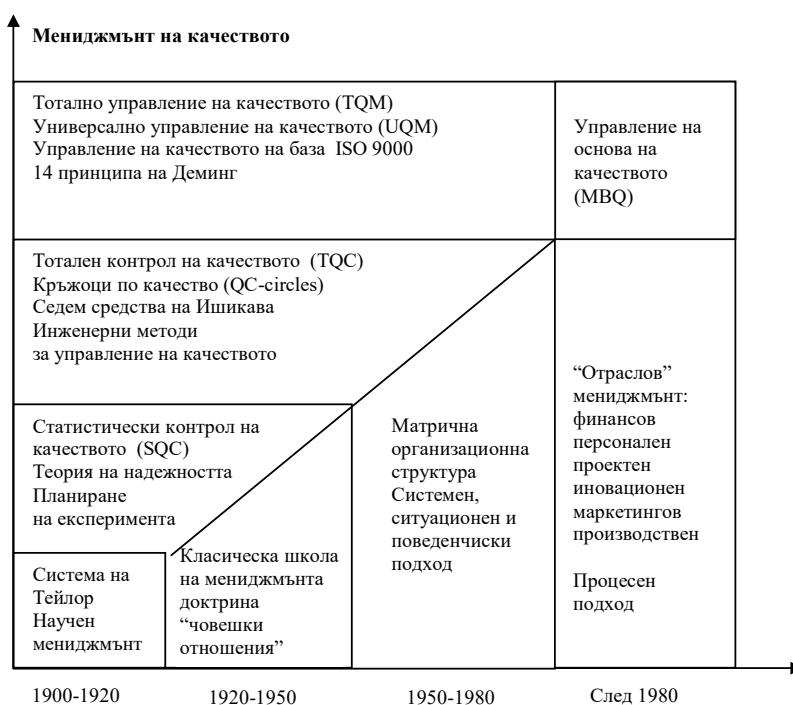 Мениджмънт на качеството
Тотално управление на качеството (TQM)
Универсално управление на качеството (UQM)
Управление на качеството на база ISO 9000
14 принципа на Деминг
Управление на
основа на
качеството
(MBQ)
Тотален контрол на качеството (TQC)
Кръжоци по качество (QC-circles)
Седем средства на Ишикава
Инженерни методи
за управление на качеството
Статистически контрол на
качеството (SQC)
Теория на надежността
Планиране
на експеримента
Система на
Тейлор
Научен
мениджмънт
Класическа школа
на мениджмънта
доктрина
“човешки
отношения”
Матрична
организационна
структура
Системен,
ситуационен и
поведенчиски
подход
“Отраслов”
мениджмънт:
финансов
персонален
проектен
иновационен
маркетингов
производствен
Процесен
подход
1900-1920
1920-1950
1950-1980
След 1980